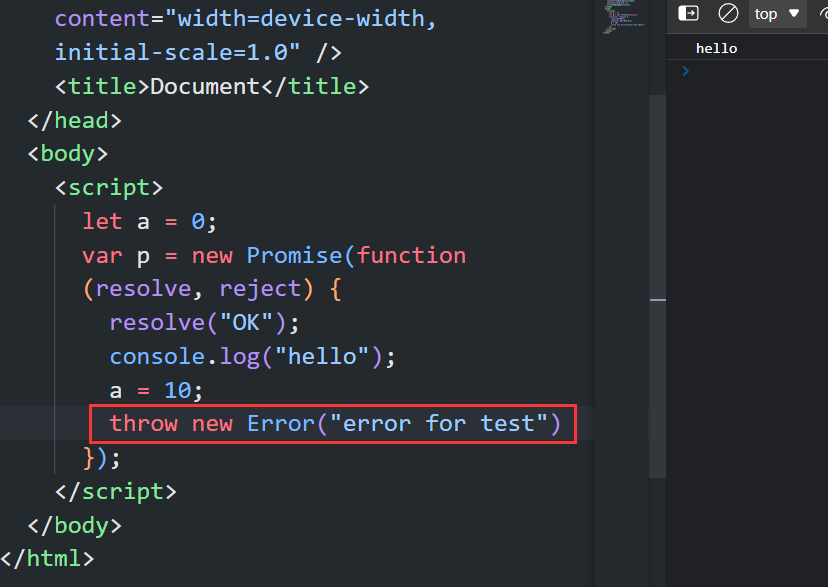 content="width=device-width,
initial-scale=1.0" />
<title>Document</title>
</head>
<body>
<script>
let a = 0;
var p = new Promise(function
(resolve, reject) {
resolve("OK");
console.log("hello");
a = 10;
throw new Error("error for test")
});
</script>
</body>
</html>
top
hello